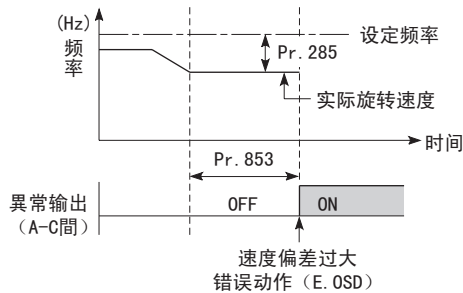 (Hz)
频率
设定频率
Pr.285
实际旋转速度
时间
Pr.853
異常输出
（A-C間）
OFF
ON
速度偏差过大
错误动作（E.OSD）